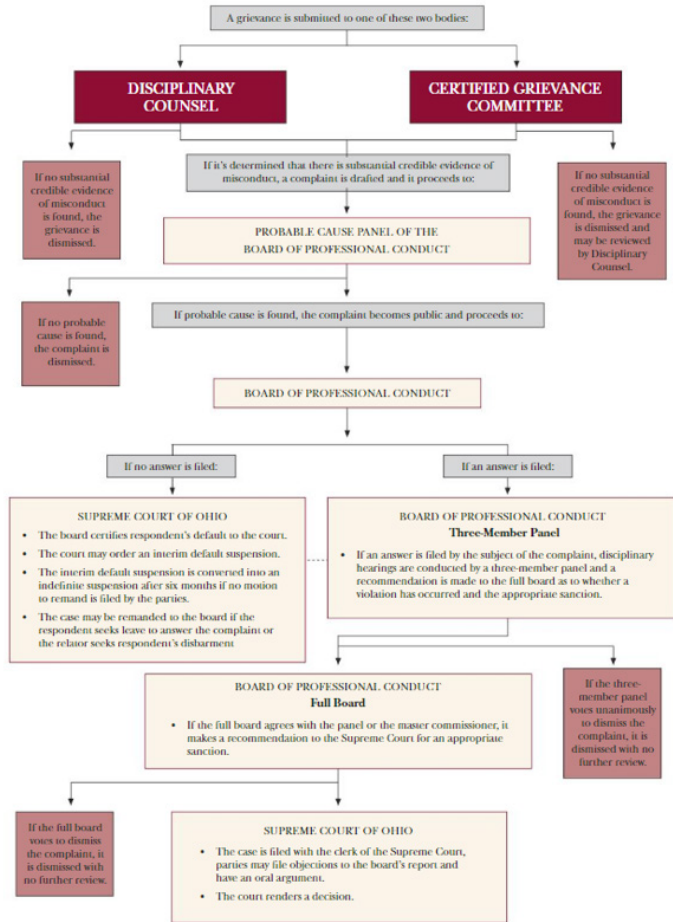 A grievance is submitted to one of these two bodies:
DISCIPLINARY
COUNSEL
CERTIFIED GRIEVANCE
COMMITTEE
If no substantial
credible evidence
of misconduct
is found, the
grievance is
dismissed.
If it's determined that there is substantial credible evidence of
misconduct, a complaint is drafted and it proceeds to:
If no substantial
credible evidence
of misconduct is
found, the grievance
is dismissed and
may be reviewed
by Disciplinary
Counsel.
PROBABLE CAUSE PANEL OF THE
BOARD OF PROFESSIONAL CONDUCT
If no probable
cause is found,
the complaint is
dismissed.
If probable cause is found, the complaint becomes public and proceeds to:
BOARD OF PROFESSIONAL CONDUCT
If no answer is filed:
If an answer is filed:
SUPREME COURT OF OHIO
• The board certifies respondent's default to the court.
• The court may order an interim default suspension.
• The interim default suspension is converted into an
indefinite suspension after six months if no motion
to remand is filed by the parties.
• The case may be remanded to the board if the
respondent seeks leave to answer the complaint or
the relator seeks respondent's disbarment
BOARD OF PROFESSIONAL CONDUCT
Three-Member Panel
• If an answer is filed by the subject of the complaint, disciplinary
hearings are conducted by a three-member panel and a
recommendation is made to the full board as to whether a
violation has occurred and the appropriate sanction.
BOARD OF PROFESSIONAL CONDUCT
Full Board
• If the full board agrees with the panel or the master commissioner, it
makes a recommendation to the Supreme Court for an appropriate
sanction.
If the three-
member panel
votes unanimously
to dismiss the
complaint, it is
dismissed with no
further review.
If the full board
votes to dismiss
the complaint, it
is dismissed with
no further review.
SUPREME COURT OF OHIO
• The case is filed with the clerk of the Supreme Court,
parties may file objections to the board's report and
have an oral argument.
• The court renders a decision.